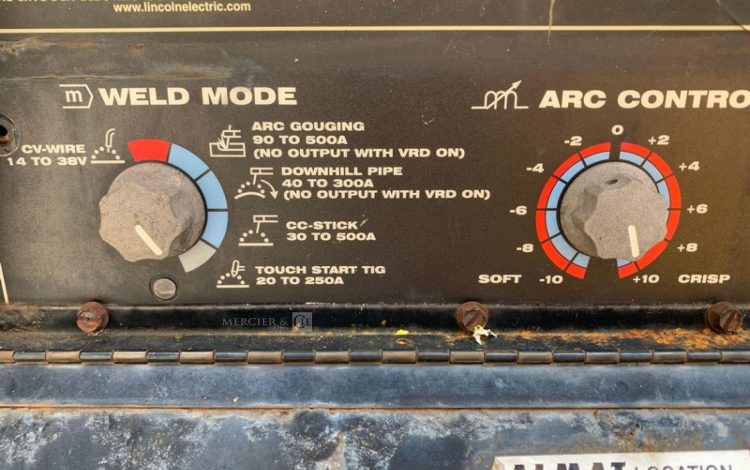 www.lincolnelectric.com
m WELD MODE
CV-WIRE
14 TO 38V
ARC GOUGING
90 TO 500A
(NO OUTPUT WITH VRD ON)
DOWNHILL PIPE
40 TO 300A
(NO OUTPUT WITH VRD ON)
CC-STICK
30 TO 500A
TOUCH START TIG
20 TO 250A
ARC CONTRO
0
-2 +2
-4 +4
-6 +6
-8 +8
SOFT -10 +10 CRISP
MERCIER &
ALMAT LOCATION